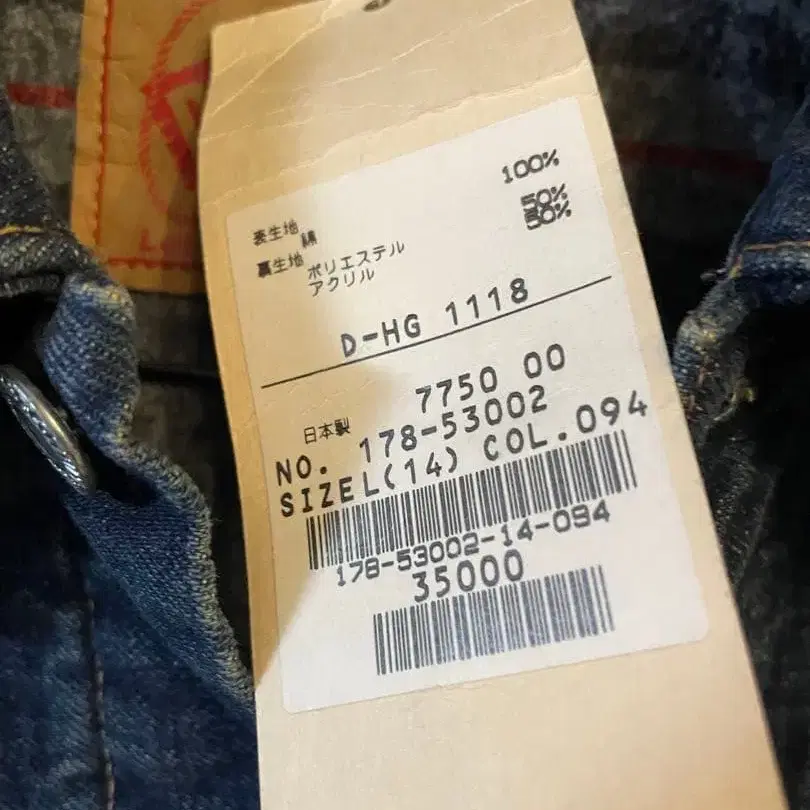 表生地 綿 100%
裏生地 ポリエステル 50%
アクリル 50%
D-HG 1118
7750 00
日本製
NO. 178-53002
SIZE L(14) COL.094
178-53002-14-094
35000